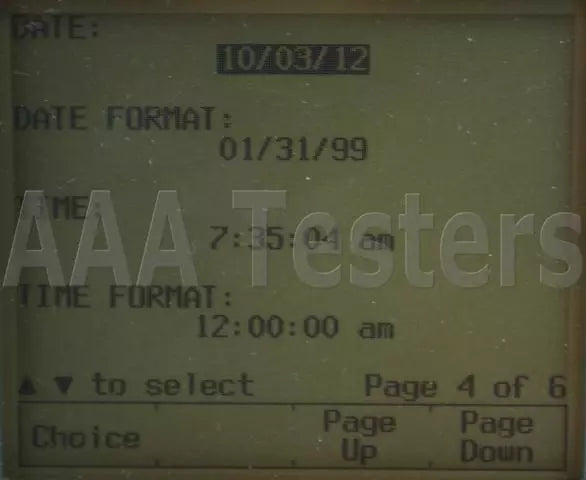 DATE:
10/03/12
DATE FORMAT:
01/31/99
TIME:
7:35:04 am
AAA Testers
TIME FORMAT:
12:00:00 am
▲ ▼ to select Page 4 of 6
Choice Page Up Page Down